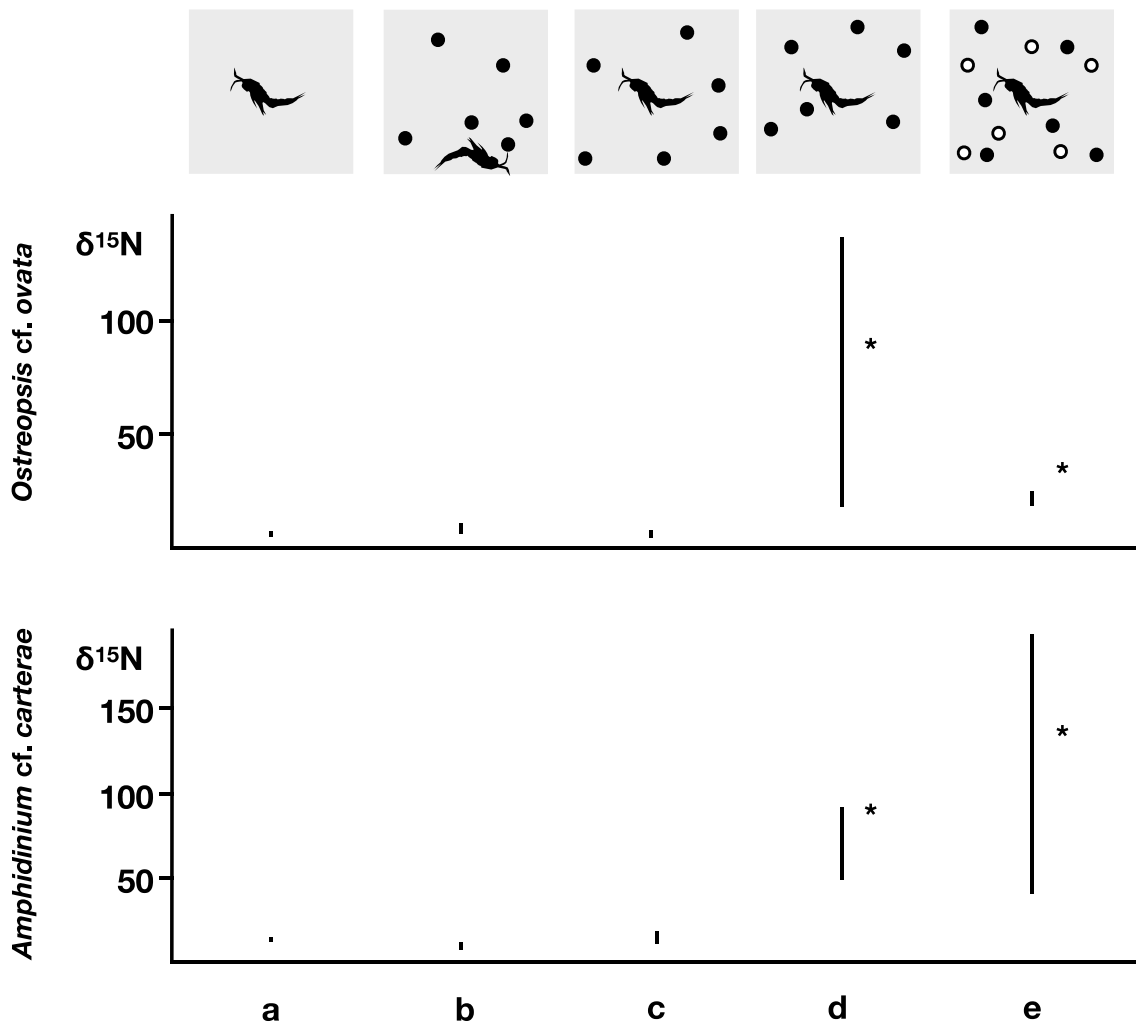 Ostreopsis cf. ovata
δ¹⁵N
100
*
50
*
Amphidinium cf. carterae
δ¹⁵N
150
*
100
*
50
a b c d e